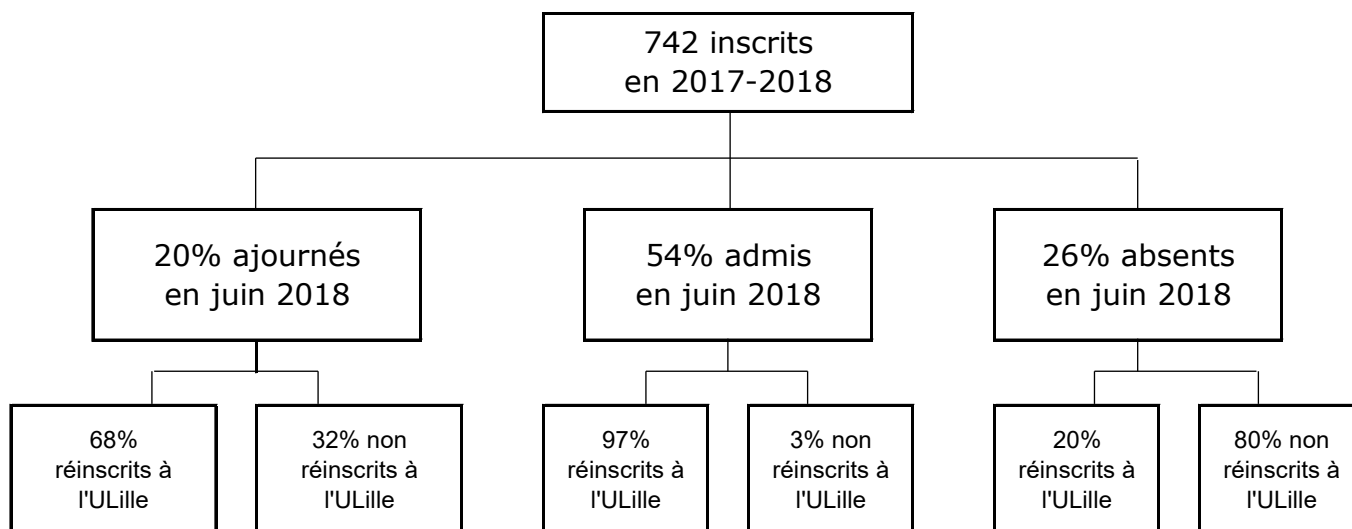 742 inscrits
en 2017-2018
20% ajournés
en juin 2018
54% admis
en juin 2018
26% absents
en juin 2018
68%
réinscrits à
l'ULille
32% non
réinscrits à
l'ULille
97%
réinscrits à
l'ULille
3% non
réinscrits à
l'ULille
20%
réinscrits à
l'ULille
80% non
réinscrits à
l'ULille